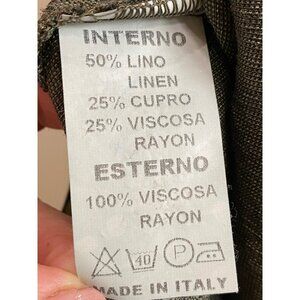 INTERNO
50% LINO
LINEN
25% CUPRO
25% VISCOSA
RAYON
ESTERNO
100% VISCOSA
RAYON
40 P
MADE IN ITALY